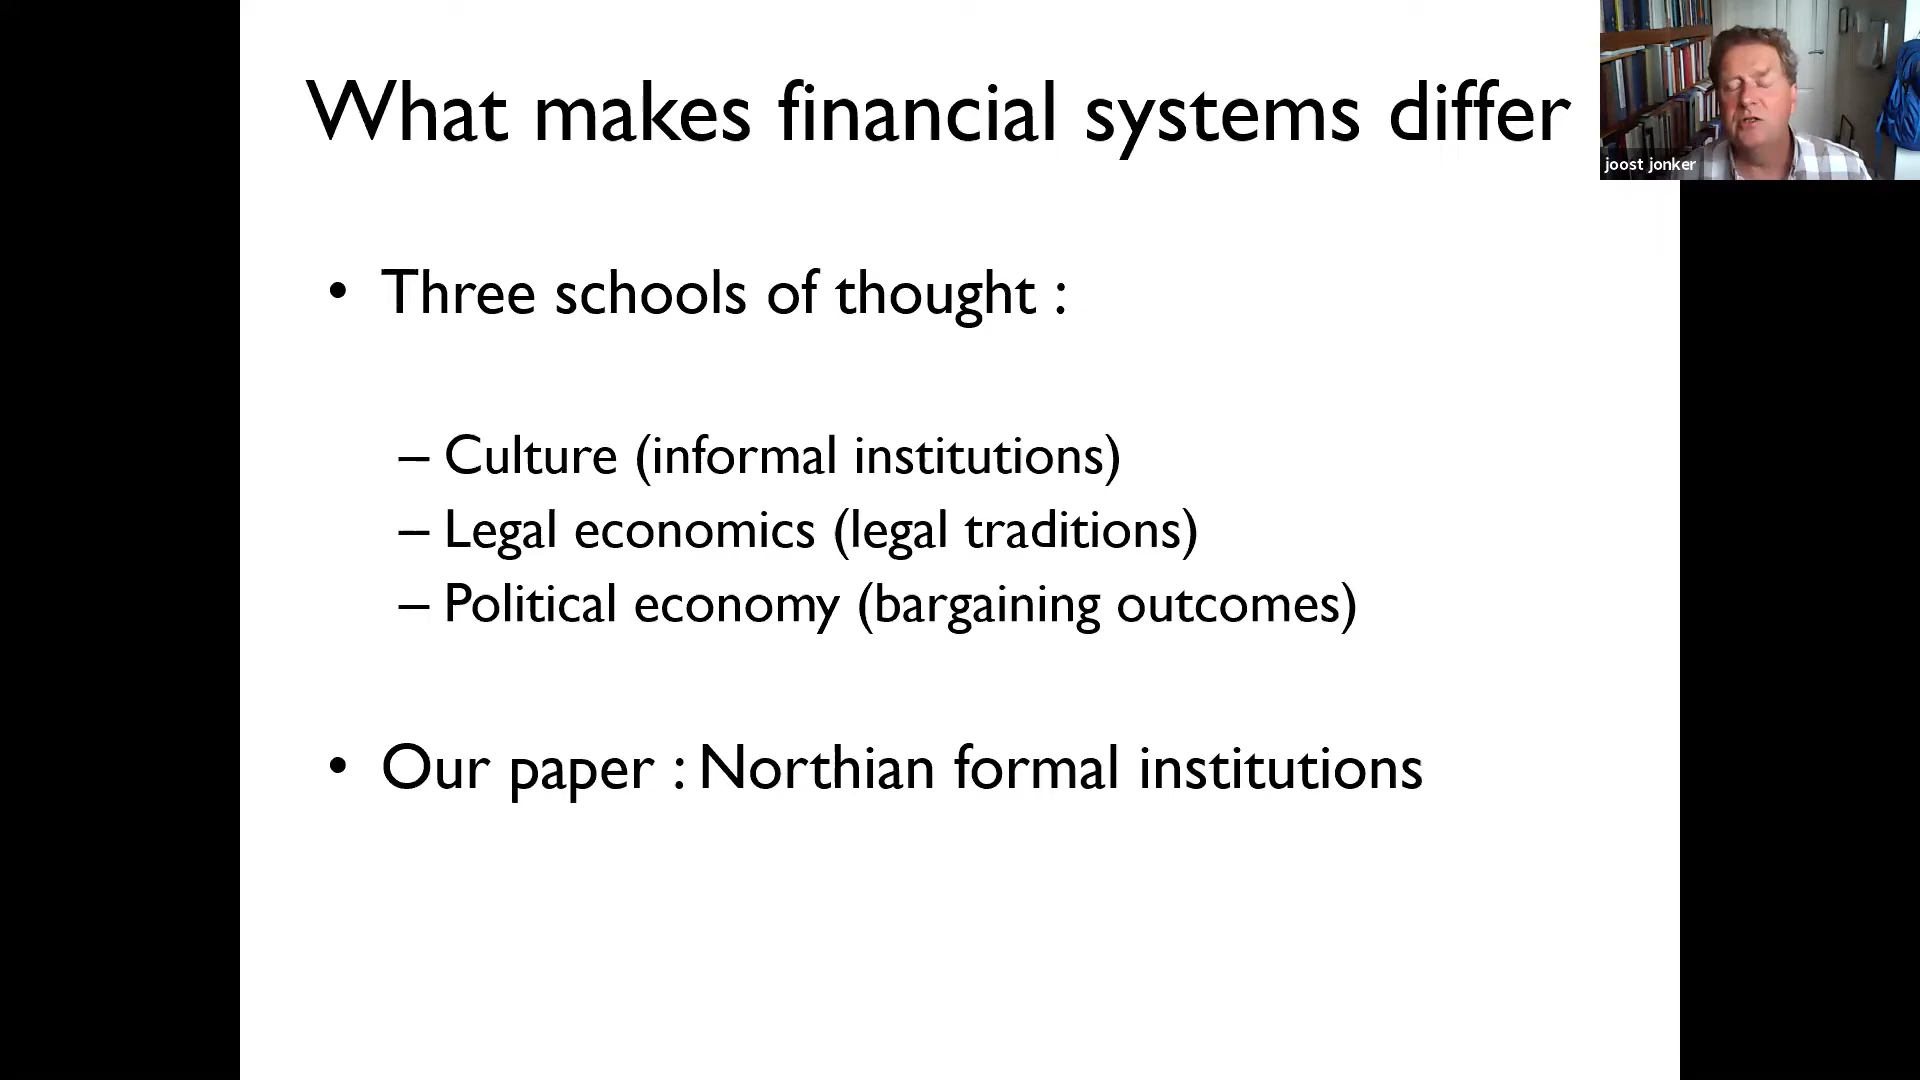 What makes financial systems differ
joost jonker
• Three schools of thought :
– Culture (informal institutions)
– Legal economics (legal traditions)
– Political economy (bargaining outcomes)
• Our paper : Northian formal institutions